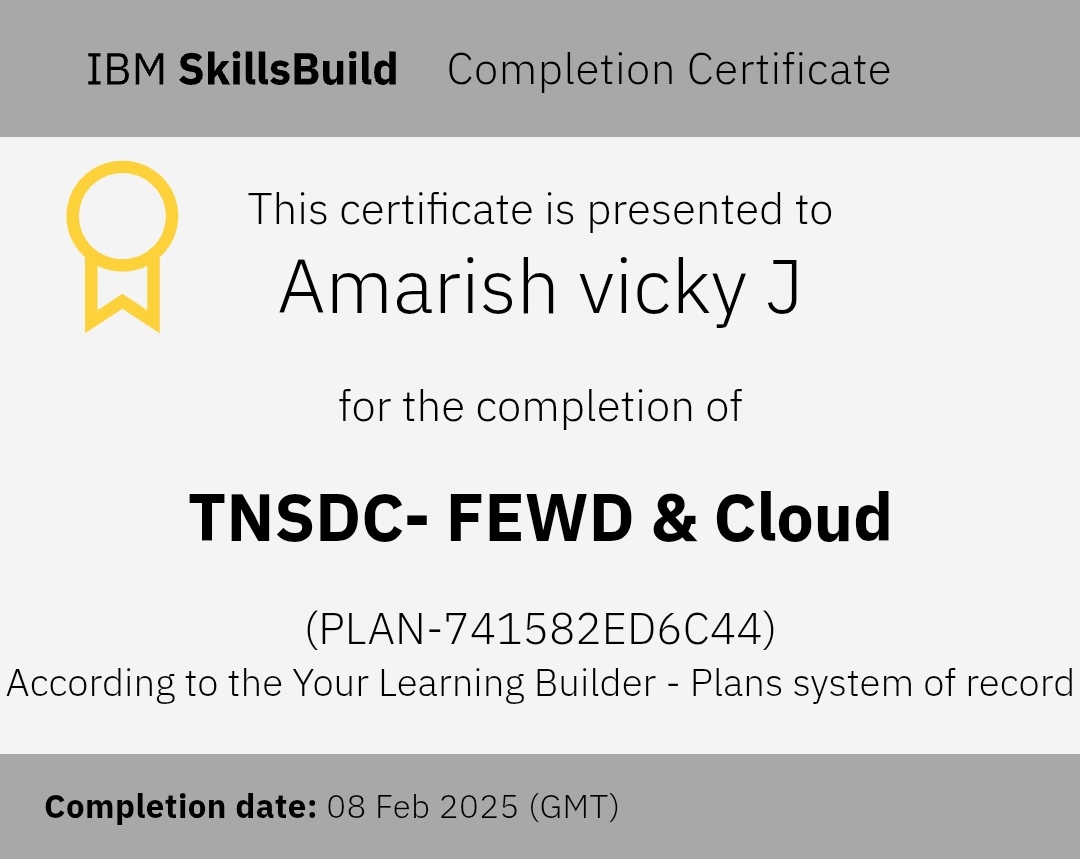 IBM SkillsBuild Completion Certificate
This certificate is presented to
Amarish vicky J
for the completion of
TNSDC- FEWD & Cloud
(PLAN-741582ED6C44)
According to the Your Learning Builder - Plans system of record
Completion date: 08 Feb 2025 (GMT)